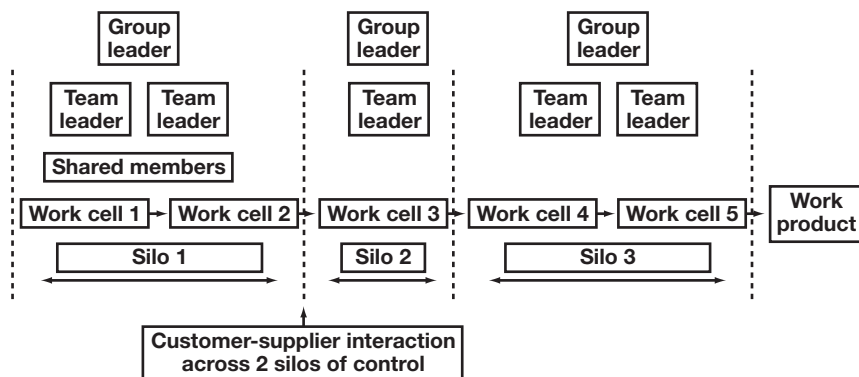 Group
leader
Group
leader
Group
leader
Team
leader
Team
leader
Team
leader
Team
leader
Team
leader
Shared members
Work cell 1
Work cell 2
Work cell 3
Work cell 4
Work cell 5
Work
product
Silo 1
Silo 2
Silo 3
Customer-supplier interaction
across 2 silos of control